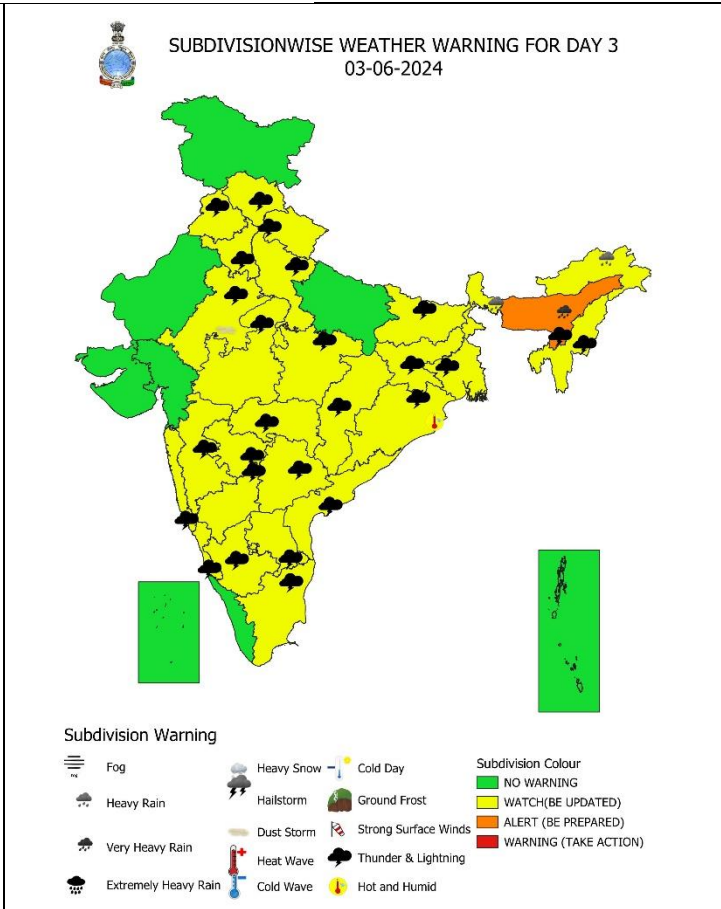 SUBDIVISIONWISE WEATHER WARNING FOR DAY 3
03-06-2024
Subdivision Warning
Fog
Heavy Rain
Very Heavy Rain
Extremely Heavy Rain
Heavy Snow
Hailstorm
Dust Storm
Heat Wave
Cold Wave
Cold Day
Ground Frost
Strong Surface Winds
Thunder & Lightning
Hot and Humid
Subdivision Colour
NO WARNING
WATCH(BE UPDATED)
ALERT (BE PREPARED)
WARNING (TAKE ACTION)